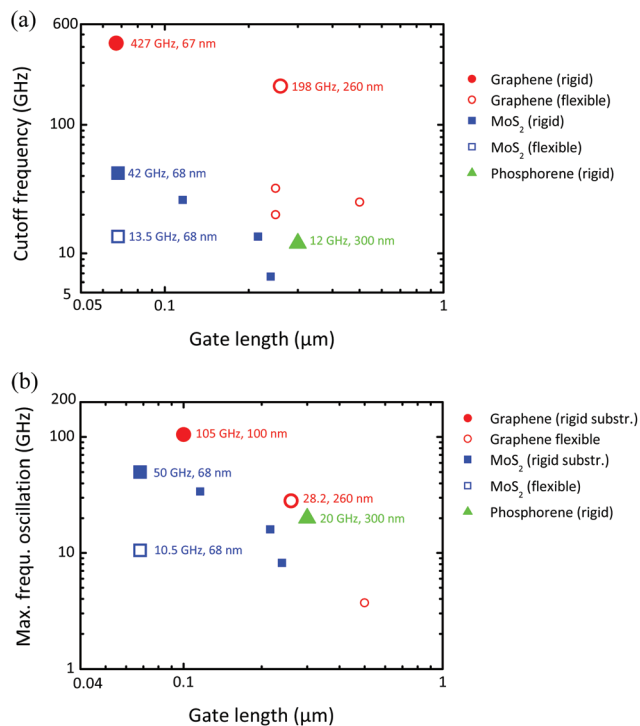 (a)
600
100
10
5
0.05
0.1
1
Cutoff frequency (GHz)
Gate length (μm)
427 GHz, 67 nm
198 GHz, 260 nm
42 GHz, 68 nm
13.5 GHz, 68 nm
12 GHz, 300 nm
Graphene (rigid)
Graphene (flexible)
MoS2 (rigid)
MoS2 (flexible)
Phosphorene (rigid)
(b)
200
100
10
1
0.04
0.1
1
Max. frequ. oscillation (GHz)
Gate length (μm)
105 GHz, 100 nm
50 GHz, 68 nm
28.2, 260 nm
20 GHz, 300 nm
10.5 GHz, 68 nm
Graphene (rigid substr.)
Graphene flexible
MoS2 (rigid substr.)
MoS2 (flexible)
Phosphorene (rigid)